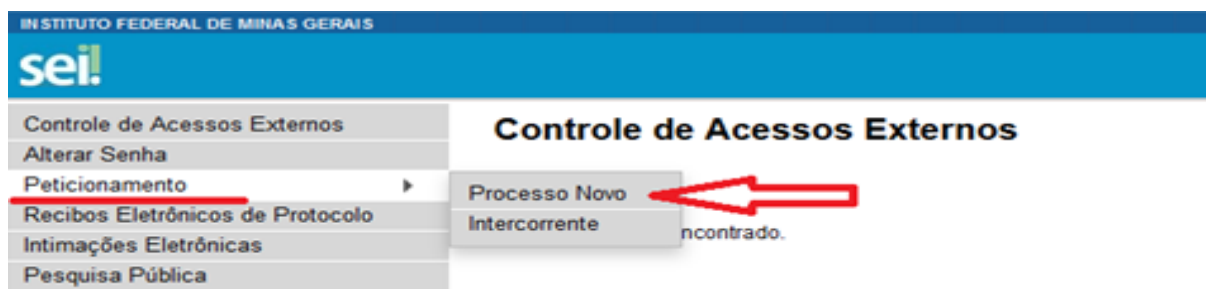 INSTITUTO FEDERAL DE MINAS GERAIS
sei!
Controle de Acessos Externos
Alterar Senha
Peticionamento
Recibos Eletrônicos de Protocolo
Intimações Eletrônicas
Pesquisa Pública
Controle de Acessos Externos
Processo Novo
Intercorrente
ncontrado.